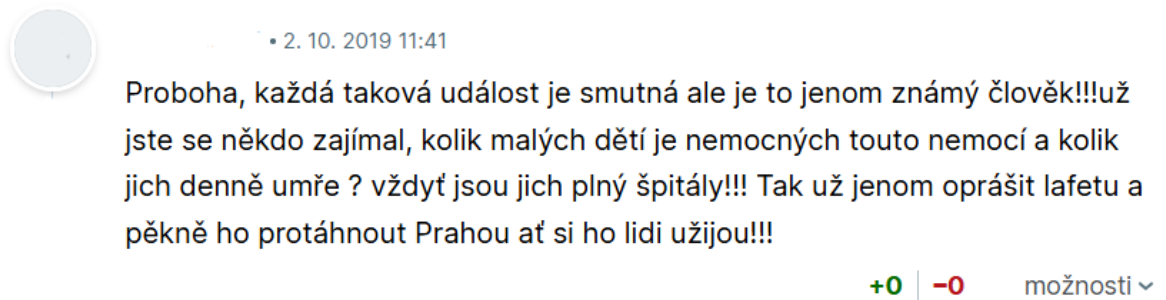 • 2. 10. 2019 11:41
Proboha, každá taková událost je smutná ale je to jenom známý člověk!!!už
jste se někdo zajímal, kolik malých dětí je nemocných touto nemocí a kolik
jich denně umře ? vždyť jsou jich plný špitály!!! Tak už jenom oprášit lafetu a
pěkně ho protáhnout Prahou ať si ho lidi užijou!!!
+0 −0 možnosti